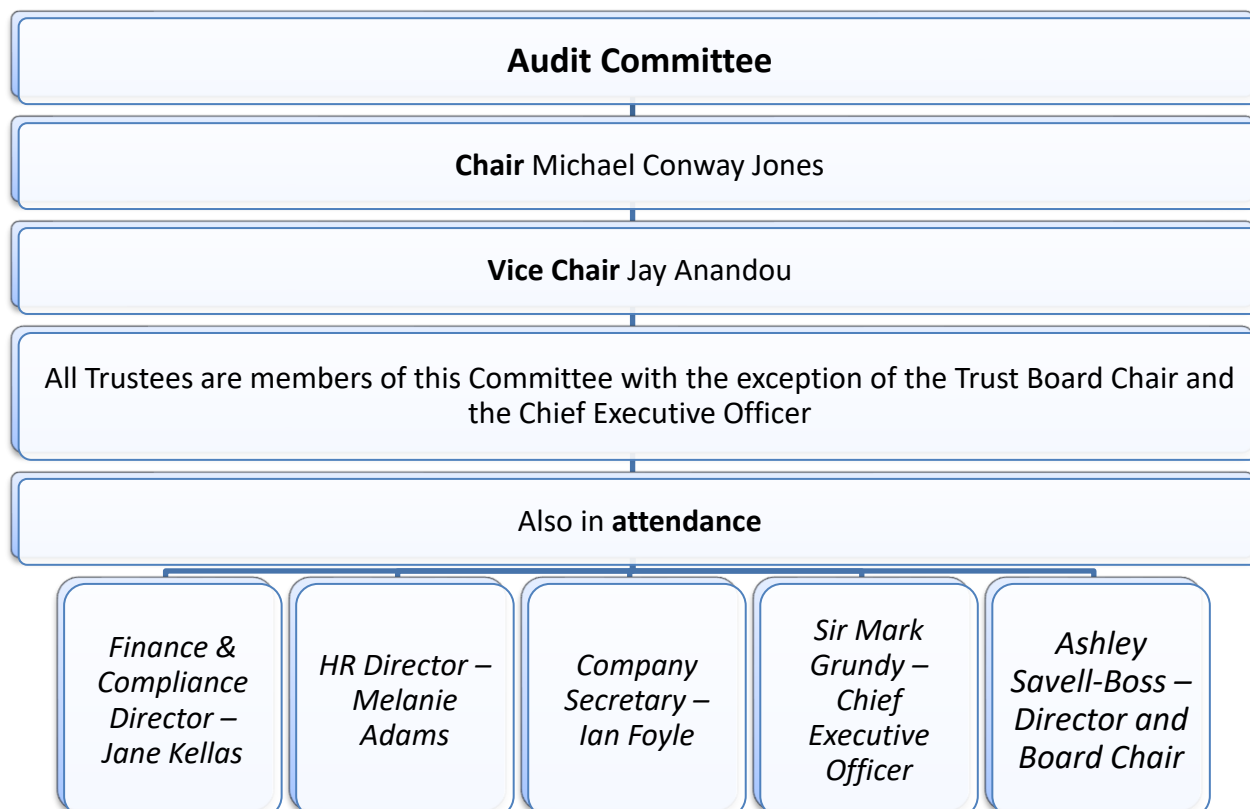 Audit Committee
Chair Michael Conway Jones
Vice Chair Jay Anandou
All Trustees are members of this Committee with the exception of the Trust Board Chair and
the Chief Executive Officer
Also in attendance
Finance &
Compliance
Director –
Jane Kellas
HR Director –
Melanie
Adams
Company
Secretary –
Ian Foyle
Sir Mark
Grundy –
Chief
Executive
Officer
Ashley
Savell-Boss –
Director and
Board Chair